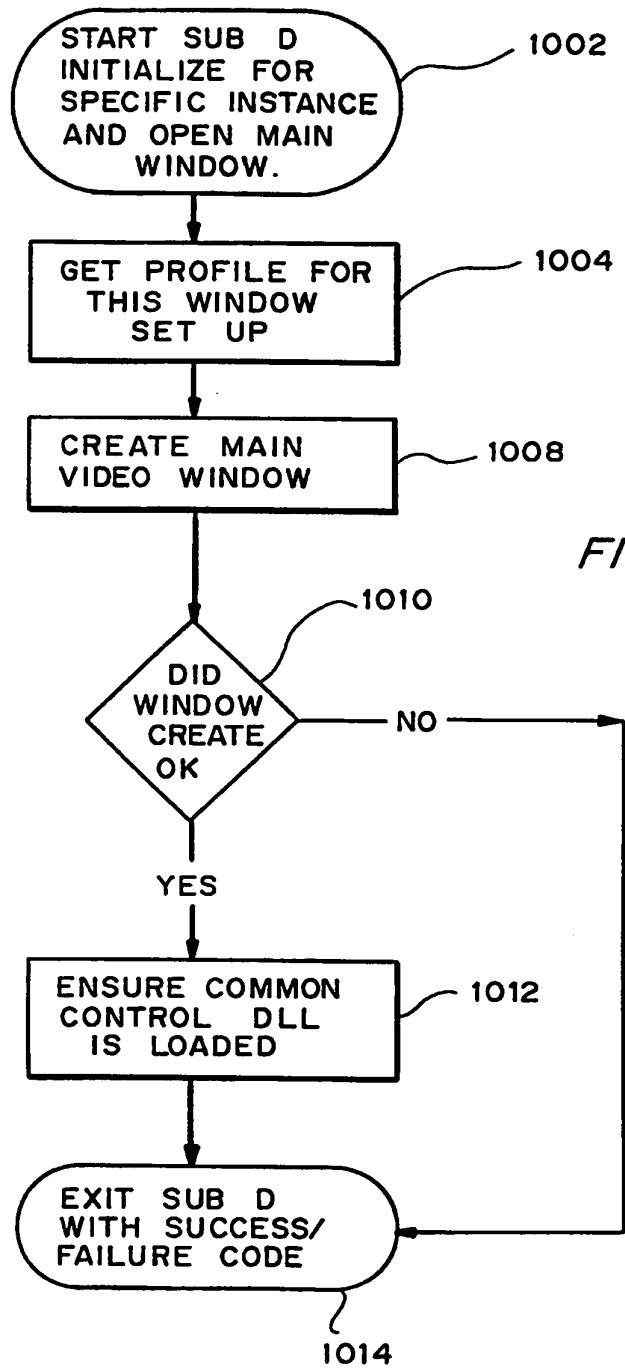 START SUB D
INITIALIZE FOR
SPECIFIC INSTANCE
AND OPEN MAIN
WINDOW.
1002
GET PROFILE FOR
THIS WINDOW
SET UP
1004
CREATE MAIN
VIDEO WINDOW
1008
FI
1010
DID
WINDOW
CREATE
OK
NO
YES
ENSURE COMMON
CONTROL DLL
IS LOADED
1012
EXIT SUB D
WITH SUCCESS/
FAILURE CODE
1014